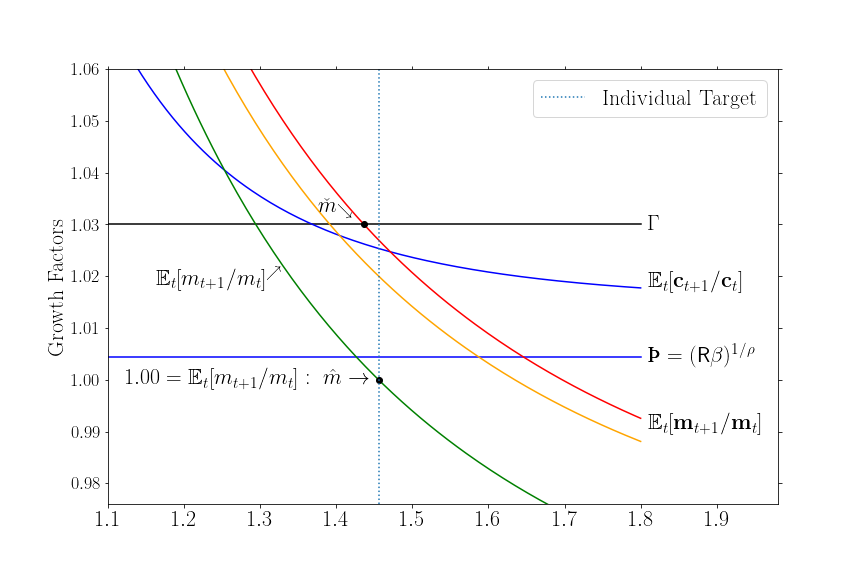 1.06
Individual Target
1.05
1.04
m̌↘
1.03
Γ
Growth Factors
𝔼ₜ[mₜ₊₁/mₜ]↗
1.02
𝔼ₜ[𝐜ₜ₊₁/𝐜ₜ]
1.01
Þ = (Rβ)^{1/ρ}
1.00
1.00 = 𝔼ₜ[mₜ₊₁/mₜ] : m̂ →
0.99
𝔼ₜ[𝐦ₜ₊₁/𝐦ₜ]
0.98
1.1 1.2 1.3 1.4 1.5 1.6 1.7 1.8 1.9